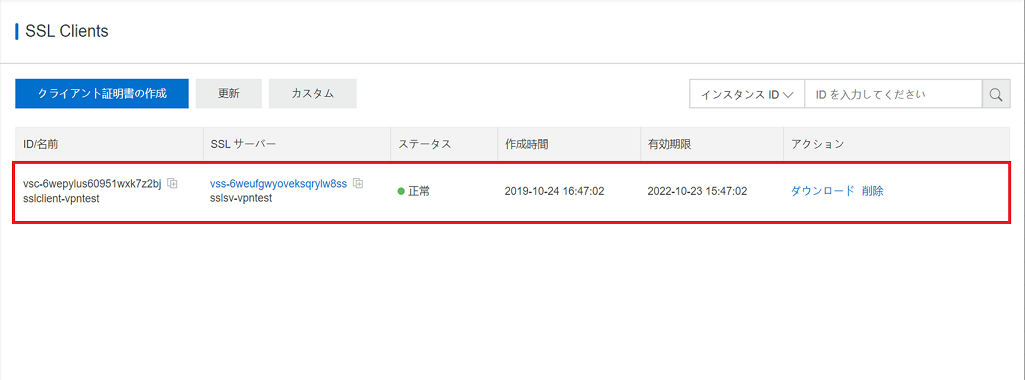 SSL Clients
クライアント証明書の作成 更新 カスタム インスタンス ID ID を入力してください
ID/名前 SSL サーバー ステータス 作成時間 有効期限 アクション
vsc-6wepylus60951wxk7z2bj vss-6weufgwyoveksqrylw8ss 正常 2019-10-24 16:47:02 2022-10-23 15:47:02 ダウンロード 削除
sslclient-vpntest sslsv-vpntest